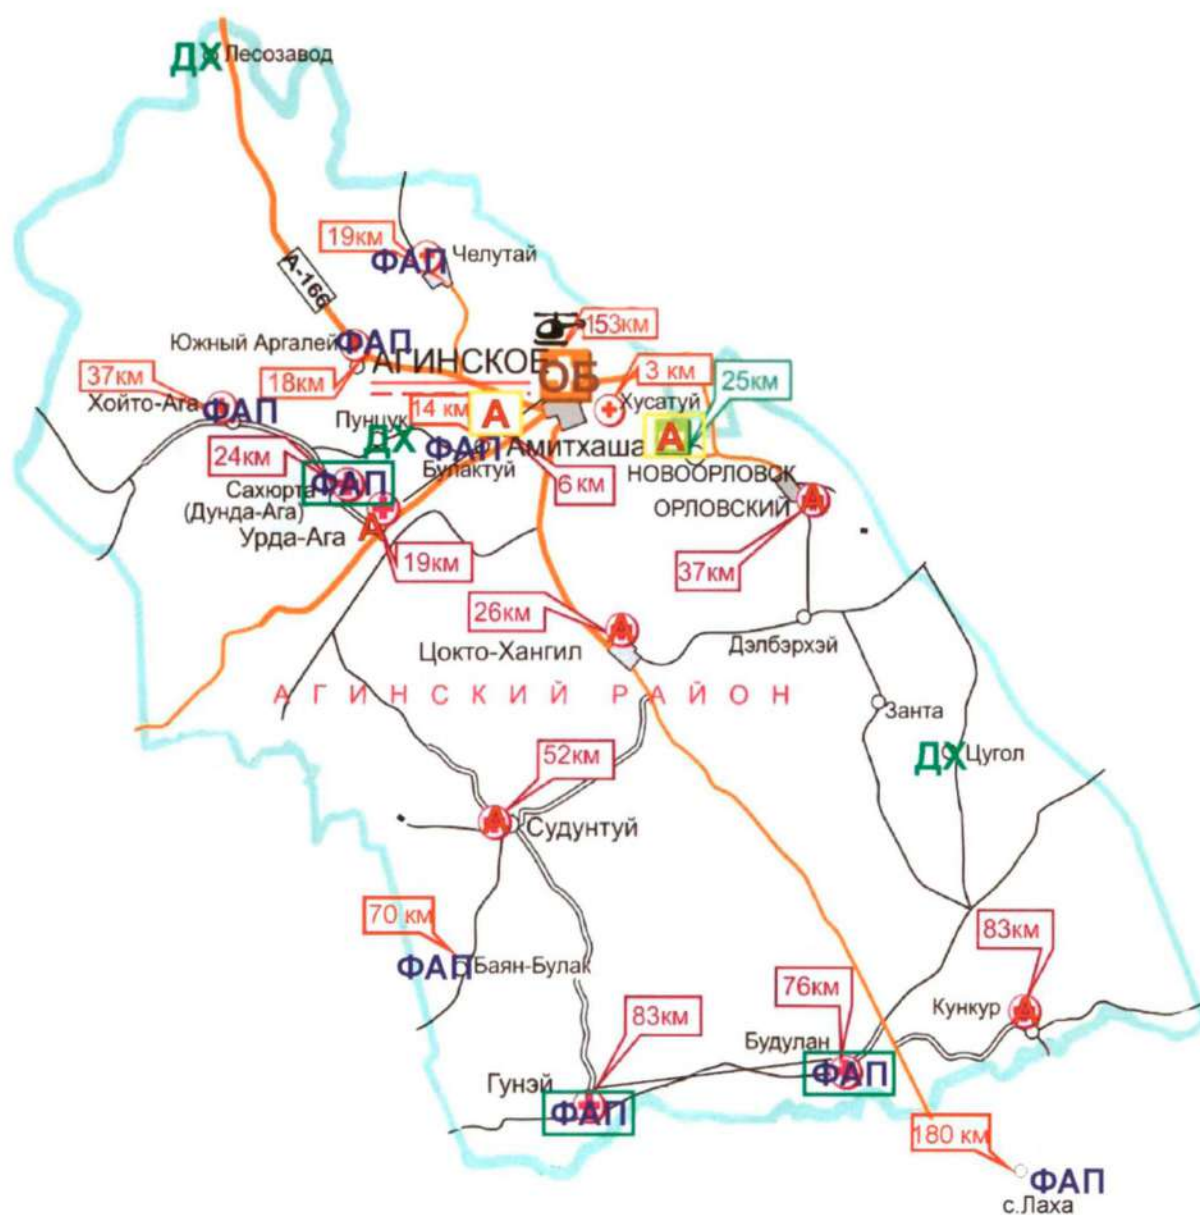 ДХ Лесозавод
19км
ФАП Челутай
А-166
Южный Аргалей ФАП
153км
АГИНСКОЕ
ОБ
37км
18км
3 км
25км
Хойто-Ага ФАП
14 км
А
Хусатуй
Пунцук
ДХ
ФАП
Амитхаша
А
24км
Булактуй
6 км
НОВООРЛОВСК
ФАП
Сахюрта
(Дунда-Ага)
ОРЛОВСКИЙ
А
Урда-Ага
А
19км
37км
26км
А
Цокто-Хангил
Дэлбэрхэй
АГИНСКИЙ РАЙОН
Занта
52км
ДХ Цугол
А
Судунтуй
70 км
83км
ФАП Баян-Булак
76км
83км
Кункур
А
Будулан
ФАП
Гунэй
ФАП
180 км
ФАП
с.Лаха